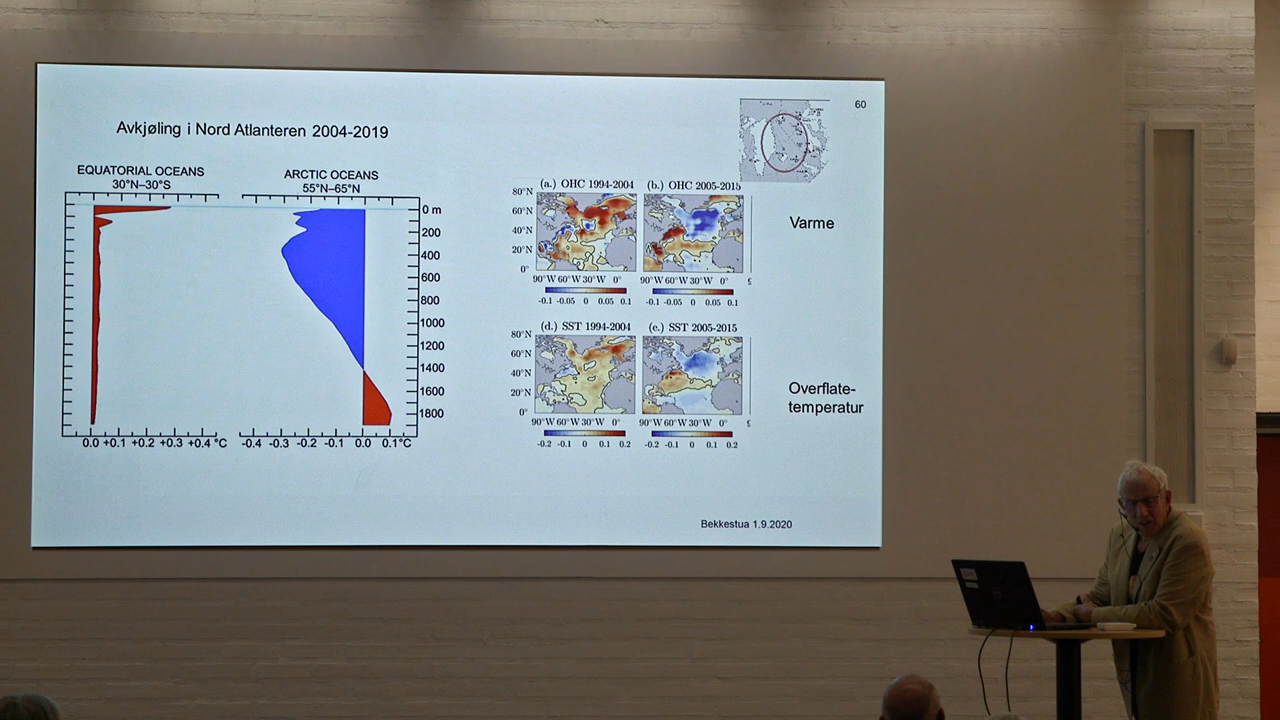 60
Avkjøling i Nord Atlanteren 2004-2019
EQUATORIAL OCEANS
30°N–30°S
ARCTIC OCEANS
55°N–65°N
0 m
200
400
600
800
1000
1200
1400
1600
1800
0.0 +0.1 +0.2 +0.3 +0.4 °C
-0.4 -0.3 -0.2 -0.1 0.0 0.1°C
(a.) OHC 1994-2004
(b.) OHC 2005-2015
80°N
60°N
40°N
20°N
0°
90°W 60°W 30°W 0°
90°W 60°W 30°W 0°
-0.1 -0.05 0 0.05 0.1
-0.1 -0.05 0 0.05 0.1
Varme
(d.) SST 1994-2004
(e.) SST 2005-2015
80°N
60°N
40°N
20°N
0°
90°W 60°W 30°W 0°
90°W 60°W 30°W 0°
-0.2 -0.1 0 0.1 0.2
-0.2 -0.1 0 0.1 0.2
Overflate-
temperatur
Bekkestua 1.9.2020